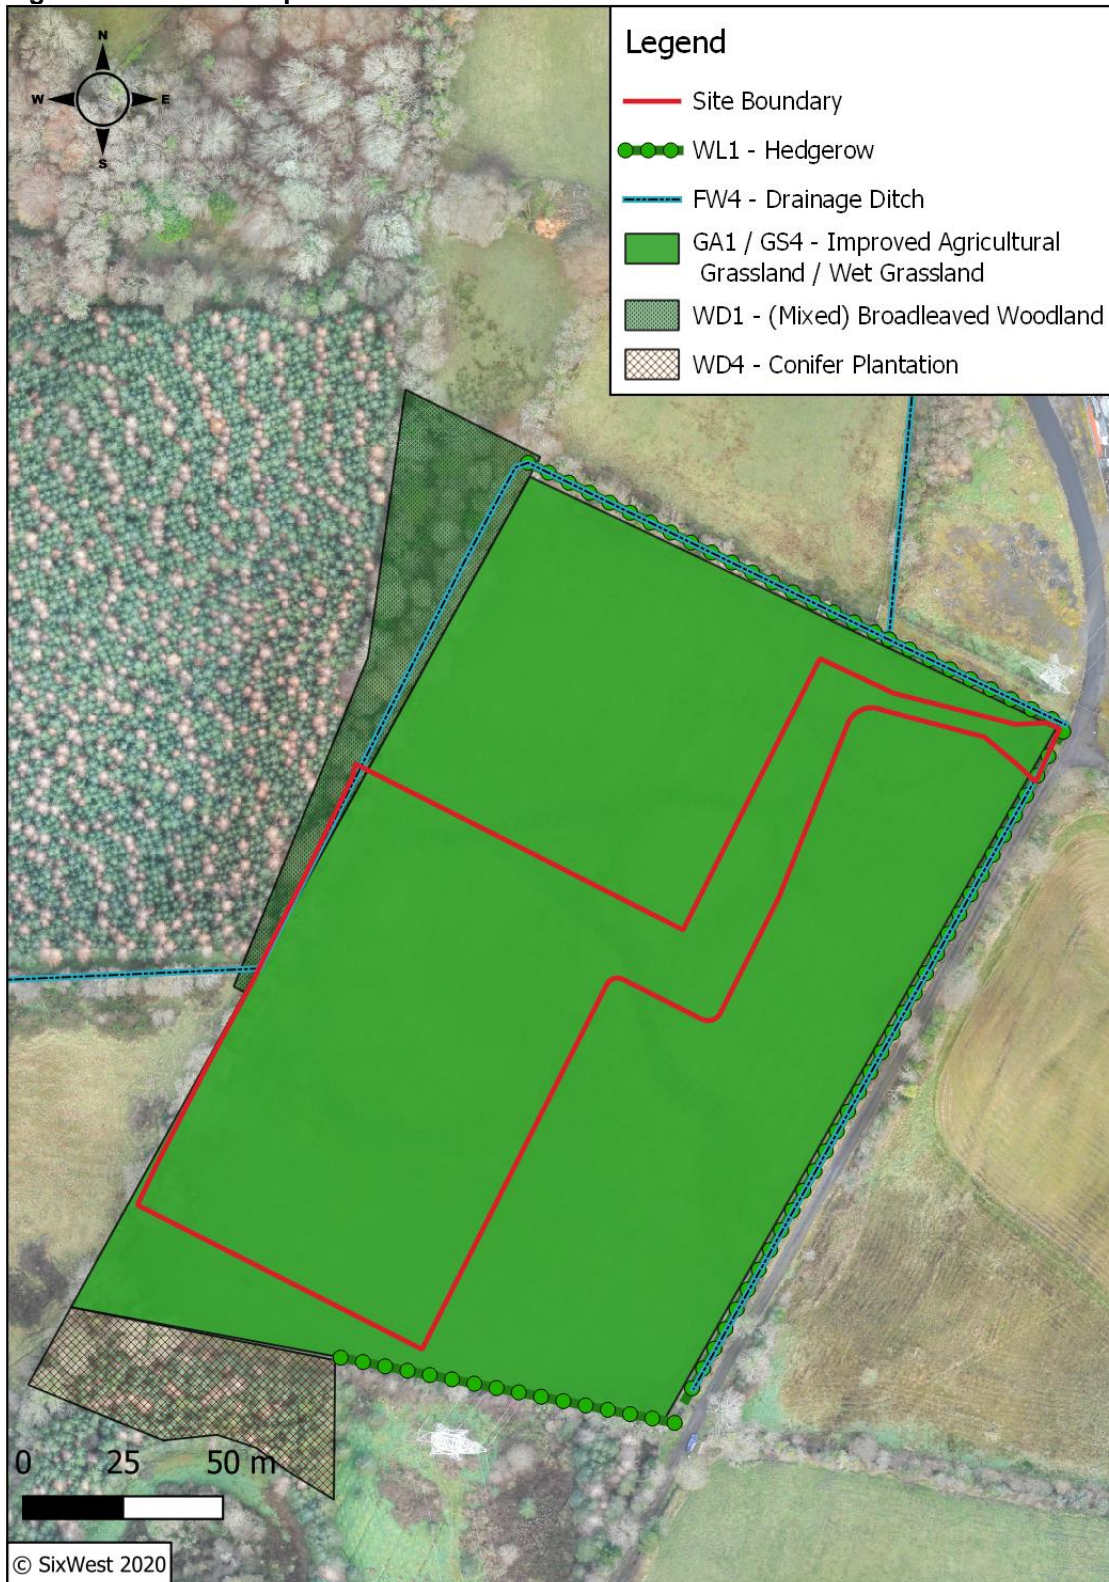 N
W E
S
Legend
Site Boundary
WL1 - Hedgerow
FW4 - Drainage Ditch
GA1 / GS4 - Improved Agricultural
Grassland / Wet Grassland
WD1 - (Mixed) Broadleaved Woodland
WD4 - Conifer Plantation
0 25 50 m
© SixWest 2020